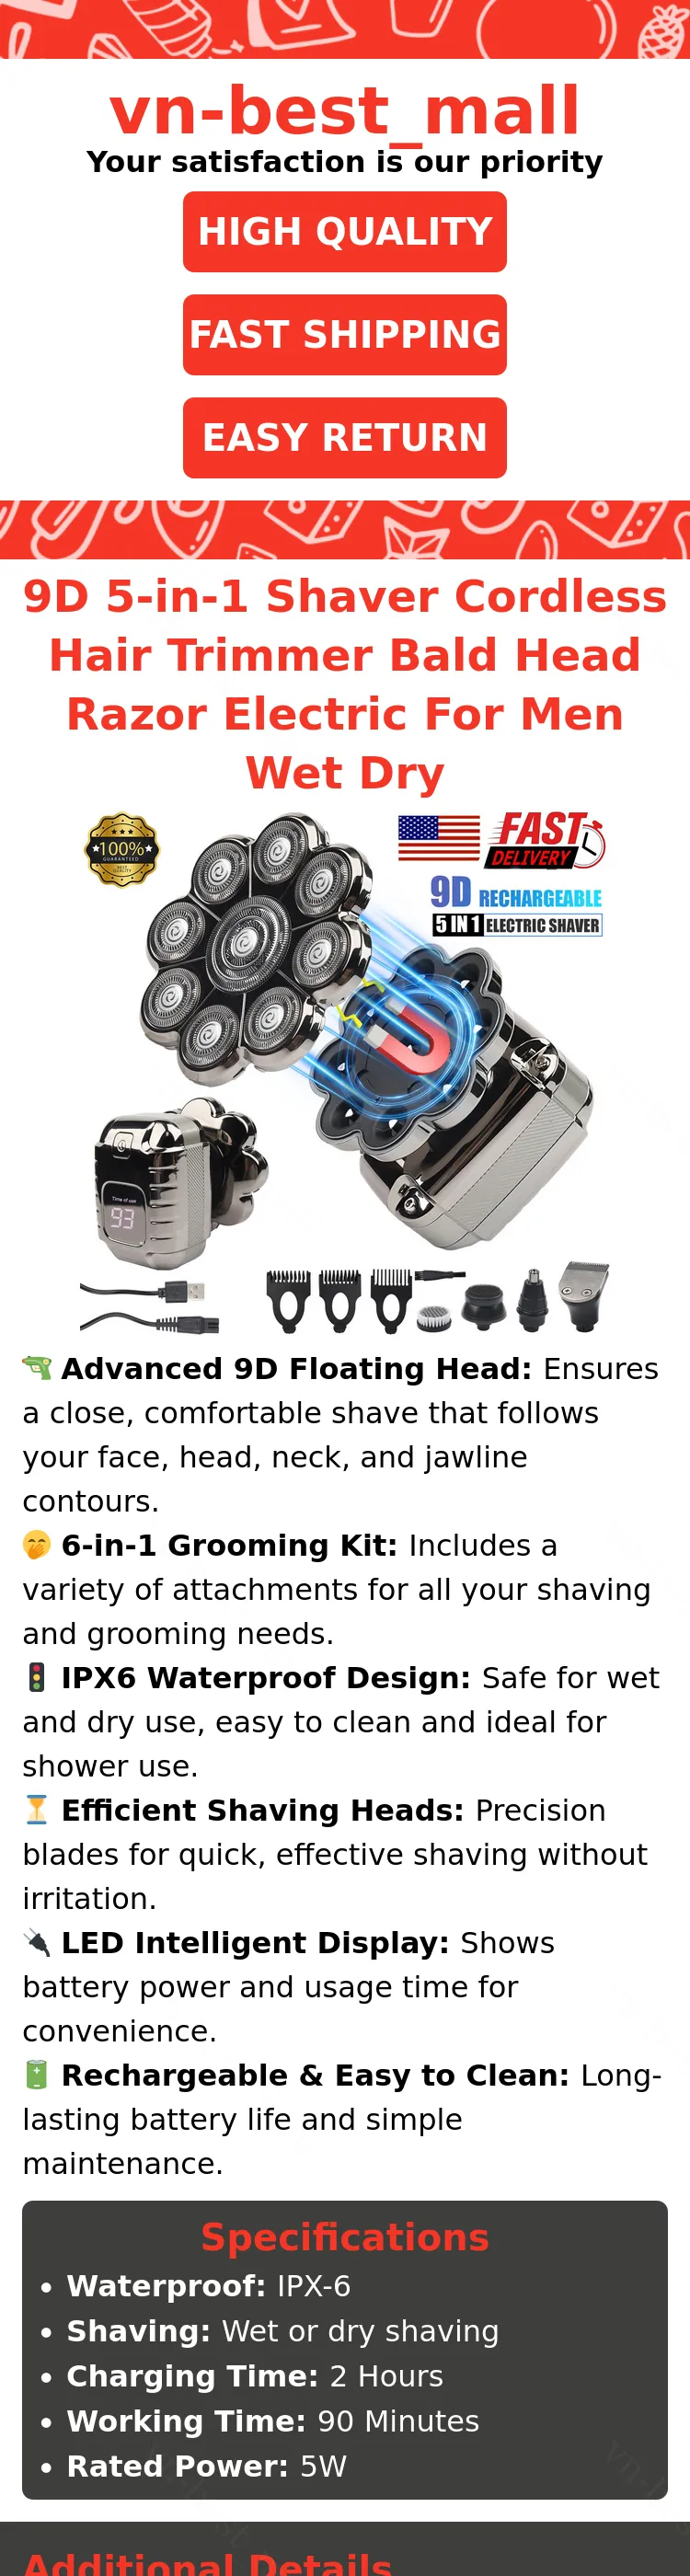 vn-best_mall
Your satisfaction is our priority
HIGH QUALITY
FAST SHIPPING
EASY RETURN
9D 5-in-1 Shaver Cordless
Hair Trimmer Bald Head
Razor Electric For Men
Wet Dry
100%
GUARANTEED
FAST
DELIVERY
9D RECHARGEABLE
5 IN 1 ELECTRIC SHAVER
Time of use
93
🔫 Advanced 9D Floating Head: Ensures
a close, comfortable shave that follows
your face, head, neck, and jawline
contours.
🤭 6-in-1 Grooming Kit: Includes a
variety of attachments for all your shaving
and grooming needs.
🚦 IPX6 Waterproof Design: Safe for wet
and dry use, easy to clean and ideal for
shower use.
⏳ Efficient Shaving Heads: Precision
blades for quick, effective shaving without
irritation.
🔌 LED Intelligent Display: Shows
battery power and usage time for
convenience.
🔋 Rechargeable & Easy to Clean: Long-
lasting battery life and simple
maintenance.
Specifications
• Waterproof: IPX-6
• Shaving: Wet or dry shaving
• Charging Time: 2 Hours
• Working Time: 90 Minutes
• Rated Power: 5W
Additional Details